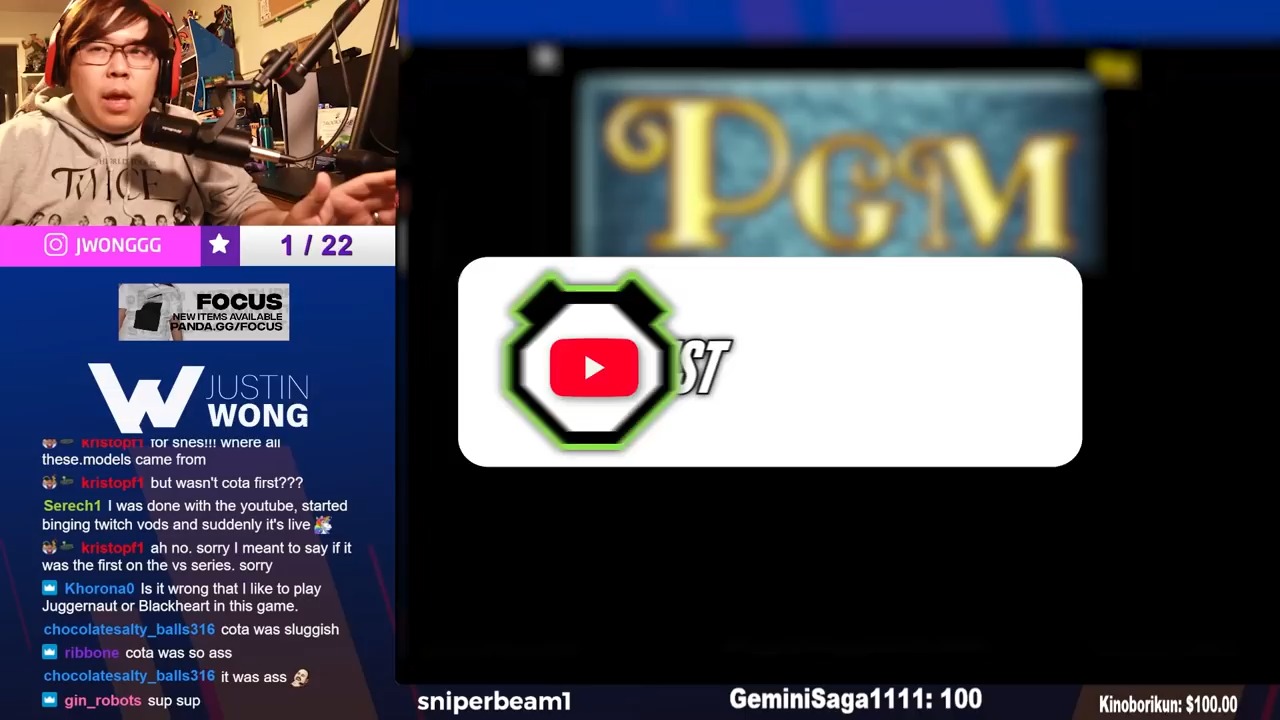 TWICE
JWONGGG
1 / 22
FOCUS
NEW ITEMS AVAILABLE
PANDA.GG/FOCUS
W JUSTIN
WONG
kristopf1 for snes!!! where all
these.models came from
kristopf1 but wasn't cota first???
Serech1 I was done with the youtube, started
binging twitch vods and suddenly it's live
kristopf1 ah no. sorry I meant to say if it
was the first on the vs series. sorry
Khorona0 Is it wrong that I like to play
Juggernaut or Blackheart in this game.
chocolatesalty_balls316 cota was sluggish
ribbone cota was so ass
chocolatesalty_balls316 it was ass
gin_robots sup sup
PGM
ST
sniperbeam1
GeminiSaga1111: 100
Kinoborikun: $100.00